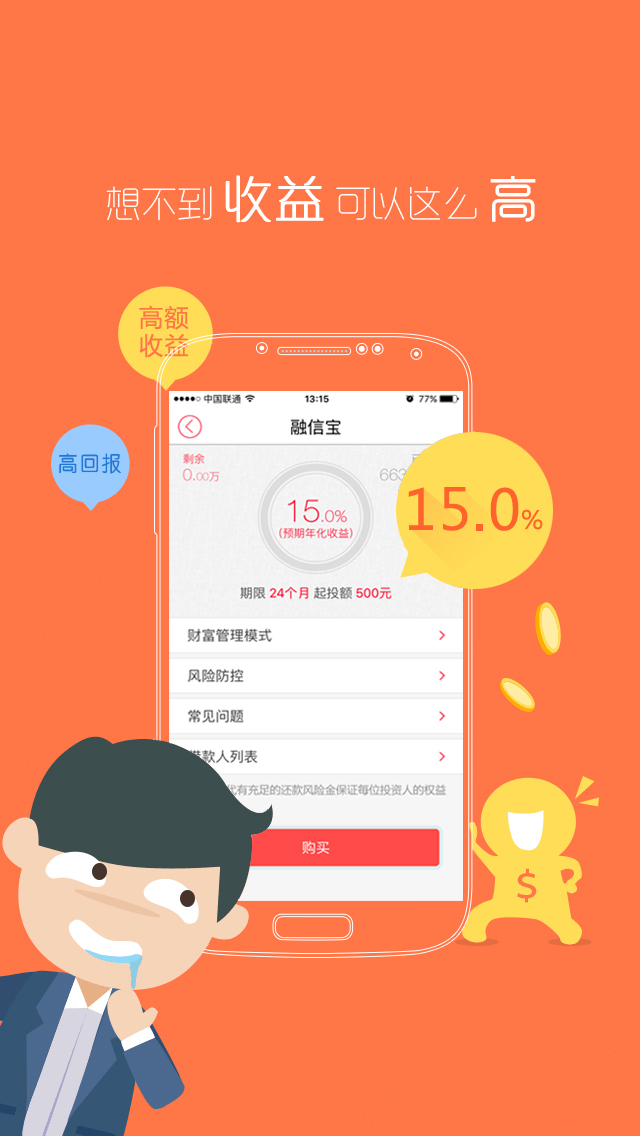 想不到 收益 可以这么 高
高额
收益
高回报
中国联通 13:15 77%
融信宝
剩余
0.00万
663
15.0%
(预期年化收益)
15.0%
期限 24个月 起投额 500元
财富管理模式
风险防控
常见问题
款人列表
有充足的还款风险金保证每位投资人的权益
购买
$